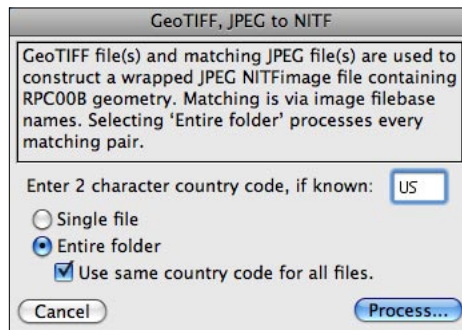 GeoTIFF, JPEG to NITF
GeoTIFF file(s) and matching JPEG file(s) are used to
construct a wrapped JPEG NITFimage file containing
RPC00B geometry. Matching is via image filebase
names. Selecting ‘Entire folder’ processes every
matching pair.
Enter 2 character country code, if known: US
Single file
Entire folder
Use same country code for all files.
Cancel Process...